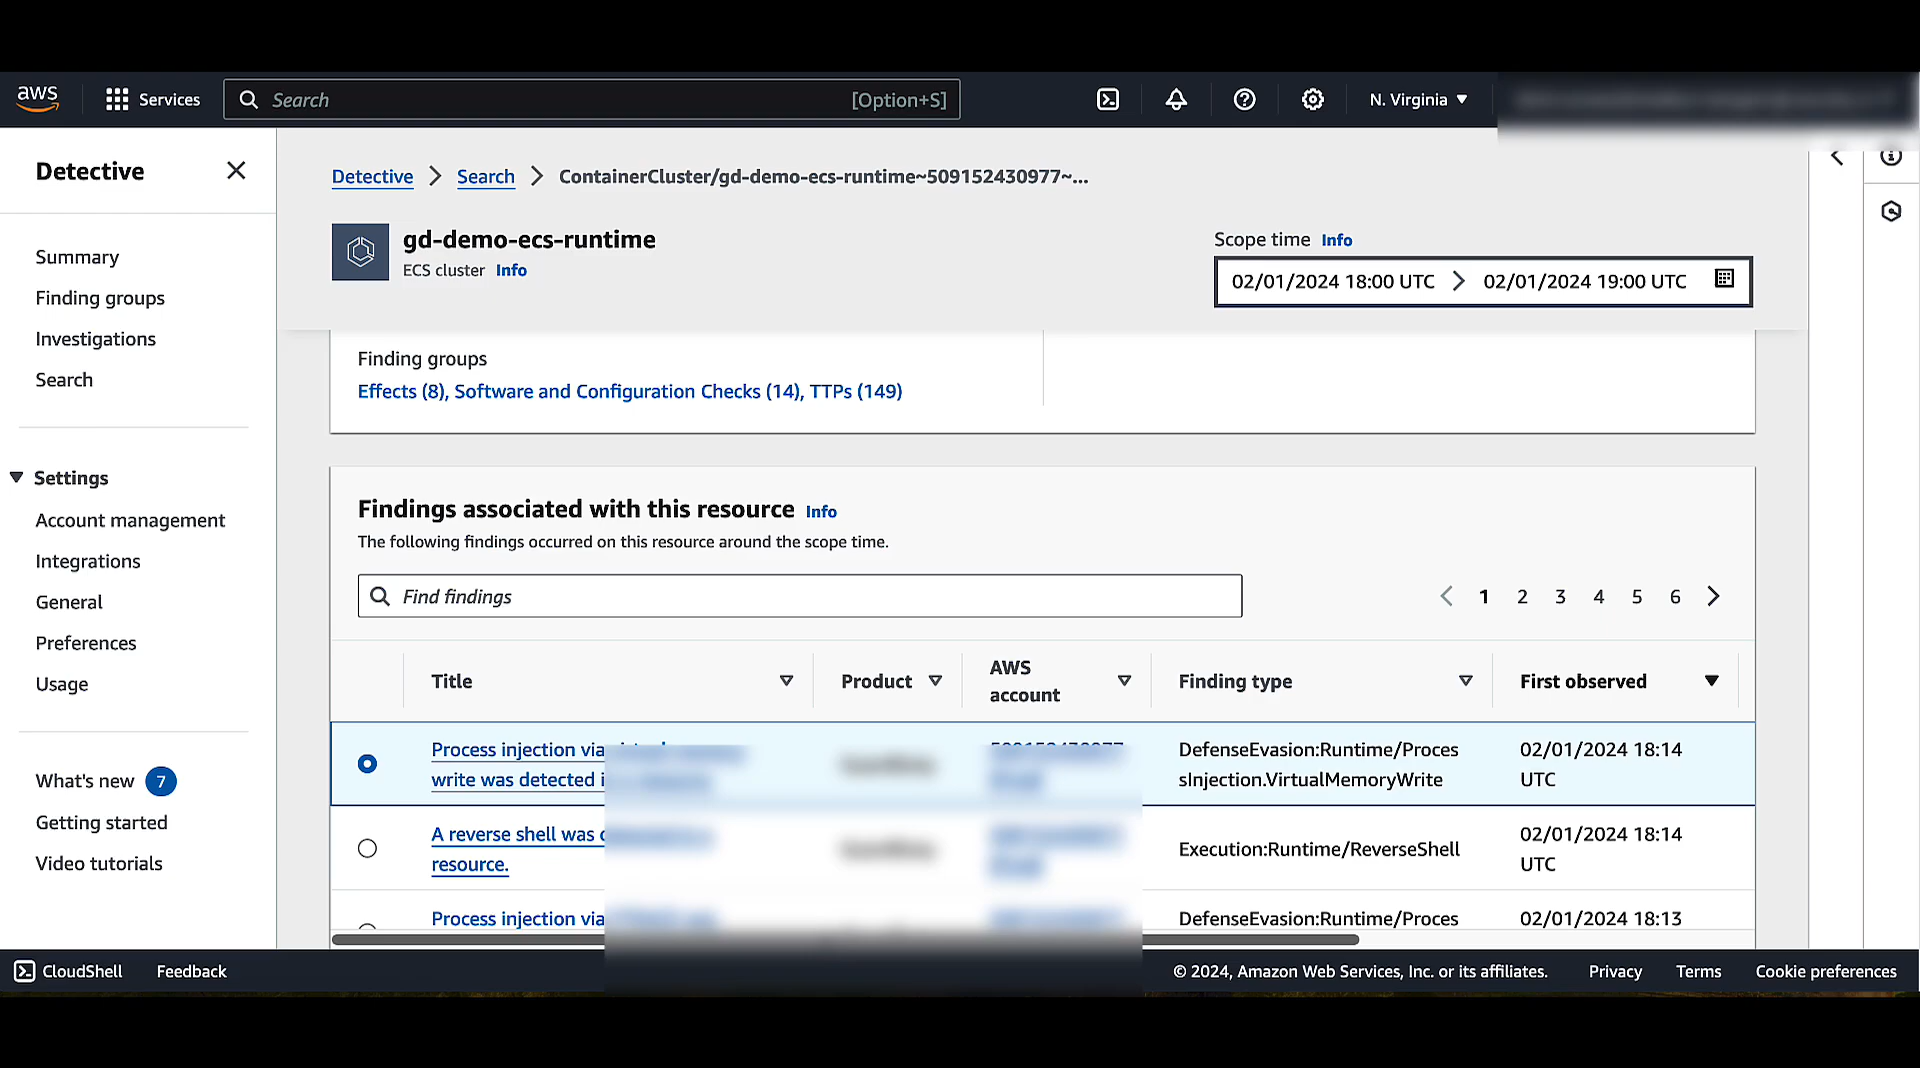 aws
Services
Search
[Option+S]
N. Virginia
Detective
Summary
Finding groups
Investigations
Search
Settings
Account management
Integrations
General
Preferences
Usage
What's new 7
Getting started
Video tutorials
Detective
Search
ContainerCluster/gd-demo-ecs-runtime~509152430977~...
gd-demo-ecs-runtime
ECS cluster Info
Scope time Info
02/01/2024 18:00 UTC
02/01/2024 19:00 UTC
Finding groups
Effects (8), Software and Configuration Checks (14), TTPs (149)
Findings associated with this resource Info
The following findings occurred on this resource around the scope time.
Find findings
1 2 3 4 5 6
Title
Product
AWS
account
Finding type
First observed
Process injection via
write was detected
DefenseEvasion:Runtime/Proces
sInjection.VirtualMemoryWrite
02/01/2024 18:14
UTC
A reverse shell was
resource.
Execution:Runtime/ReverseShell
02/01/2024 18:14
UTC
Process injection via
DefenseEvasion:Runtime/Proces
02/01/2024 18:13
CloudShell
Feedback
© 2024, Amazon Web Services, Inc. or its affiliates.
Privacy
Terms
Cookie preferences